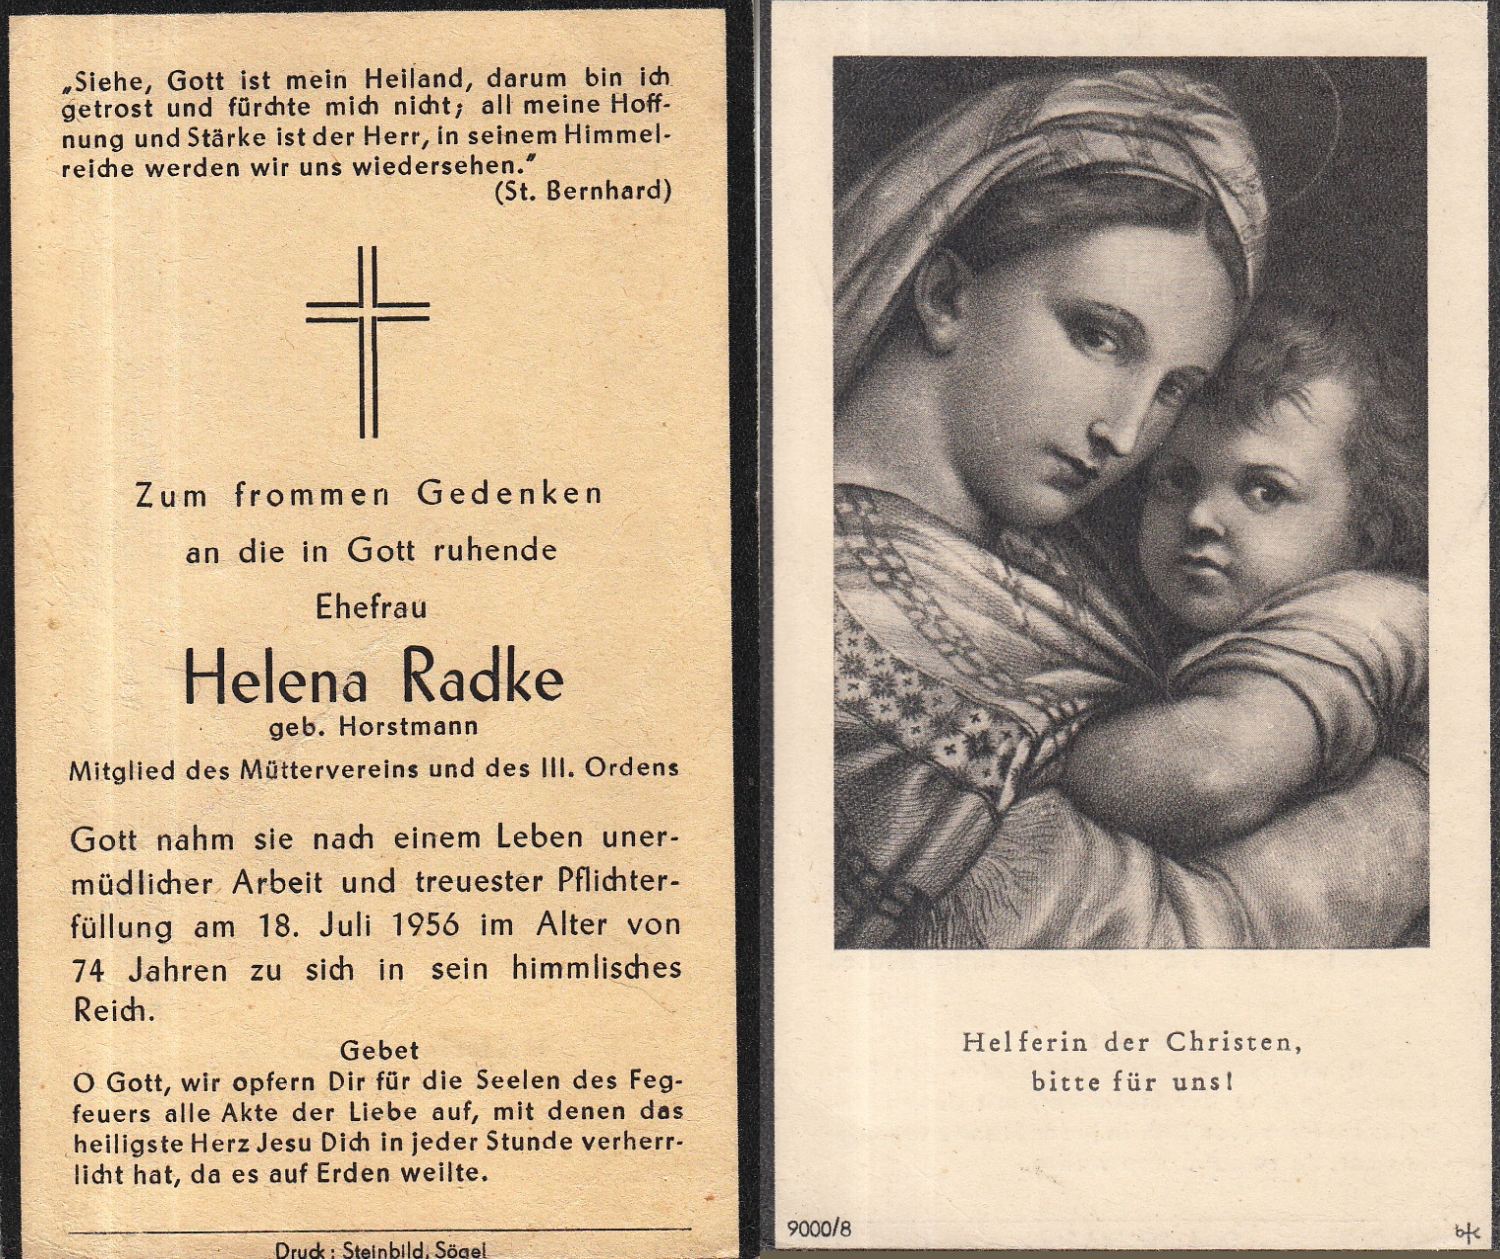 „Siehe, Gott ist mein Heiland, darum bin ich
getrost und fürchte mich nicht; all meine Hoff-
nung und Stärke ist der Herr, in seinem Himmel-
reiche werden wir uns wiedersehen.“
(St. Bernhard)
Zum frommen Gedenken
an die in Gott ruhende
Ehefrau
Helena Radke
geb. Horstmann
Mitglied des Müttervereins und des III. Ordens
Gott nahm sie nach einem Leben uner-
müdlicher Arbeit und treuester Pflichter-
füllung am 18. Juli 1956 im Alter von
74 Jahren zu sich in sein himmlisches
Reich.
Gebet
O Gott, wir opfern Dir für die Seelen des Feg-
feuers alle Akte der Liebe auf, mit denen das
heiligste Herz Jesu Dich in jeder Stunde verherr-
licht hat, da es auf Erden weilte.
Druck: Steinbild, Sögel
Helferin der Christen,
bitte für uns!
9000/8